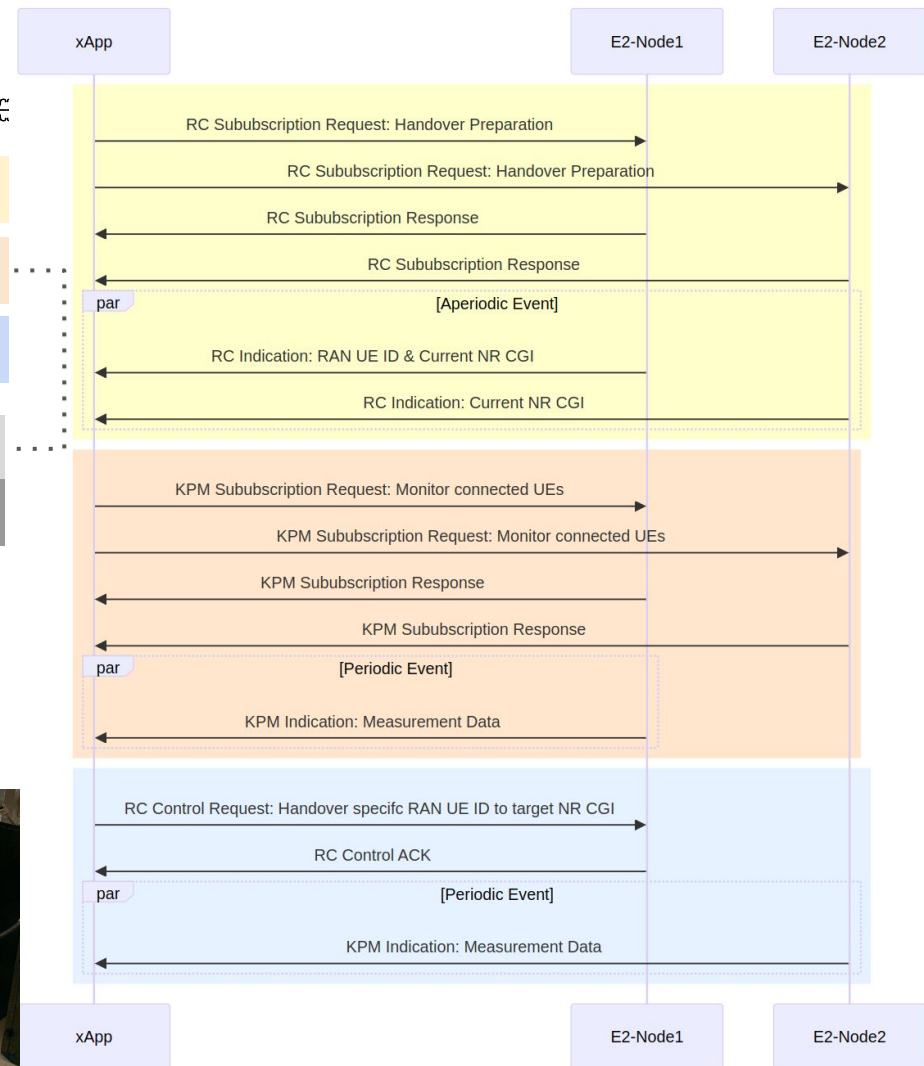 xApp
E2-Node1
E2-Node2
RC Sububscription Request: Handover Preparation
RC Sububscription Request: Handover Preparation
RC Sububscription Response
RC Sububscription Response
par
[Aperiodic Event]
RC Indication: RAN UE ID & Current NR CGI
RC Indication: Current NR CGI
KPM Sububscription Request: Monitor connected UEs
KPM Sububscription Request: Monitor connected UEs
KPM Sububscription Response
KPM Sububscription Response
par
[Periodic Event]
KPM Indication: Measurement Data
RC Control Request: Handover specifc RAN UE ID to target NR CGI
RC Control ACK
par
[Periodic Event]
KPM Indication: Measurement Data
xApp
E2-Node1
E2-Node2